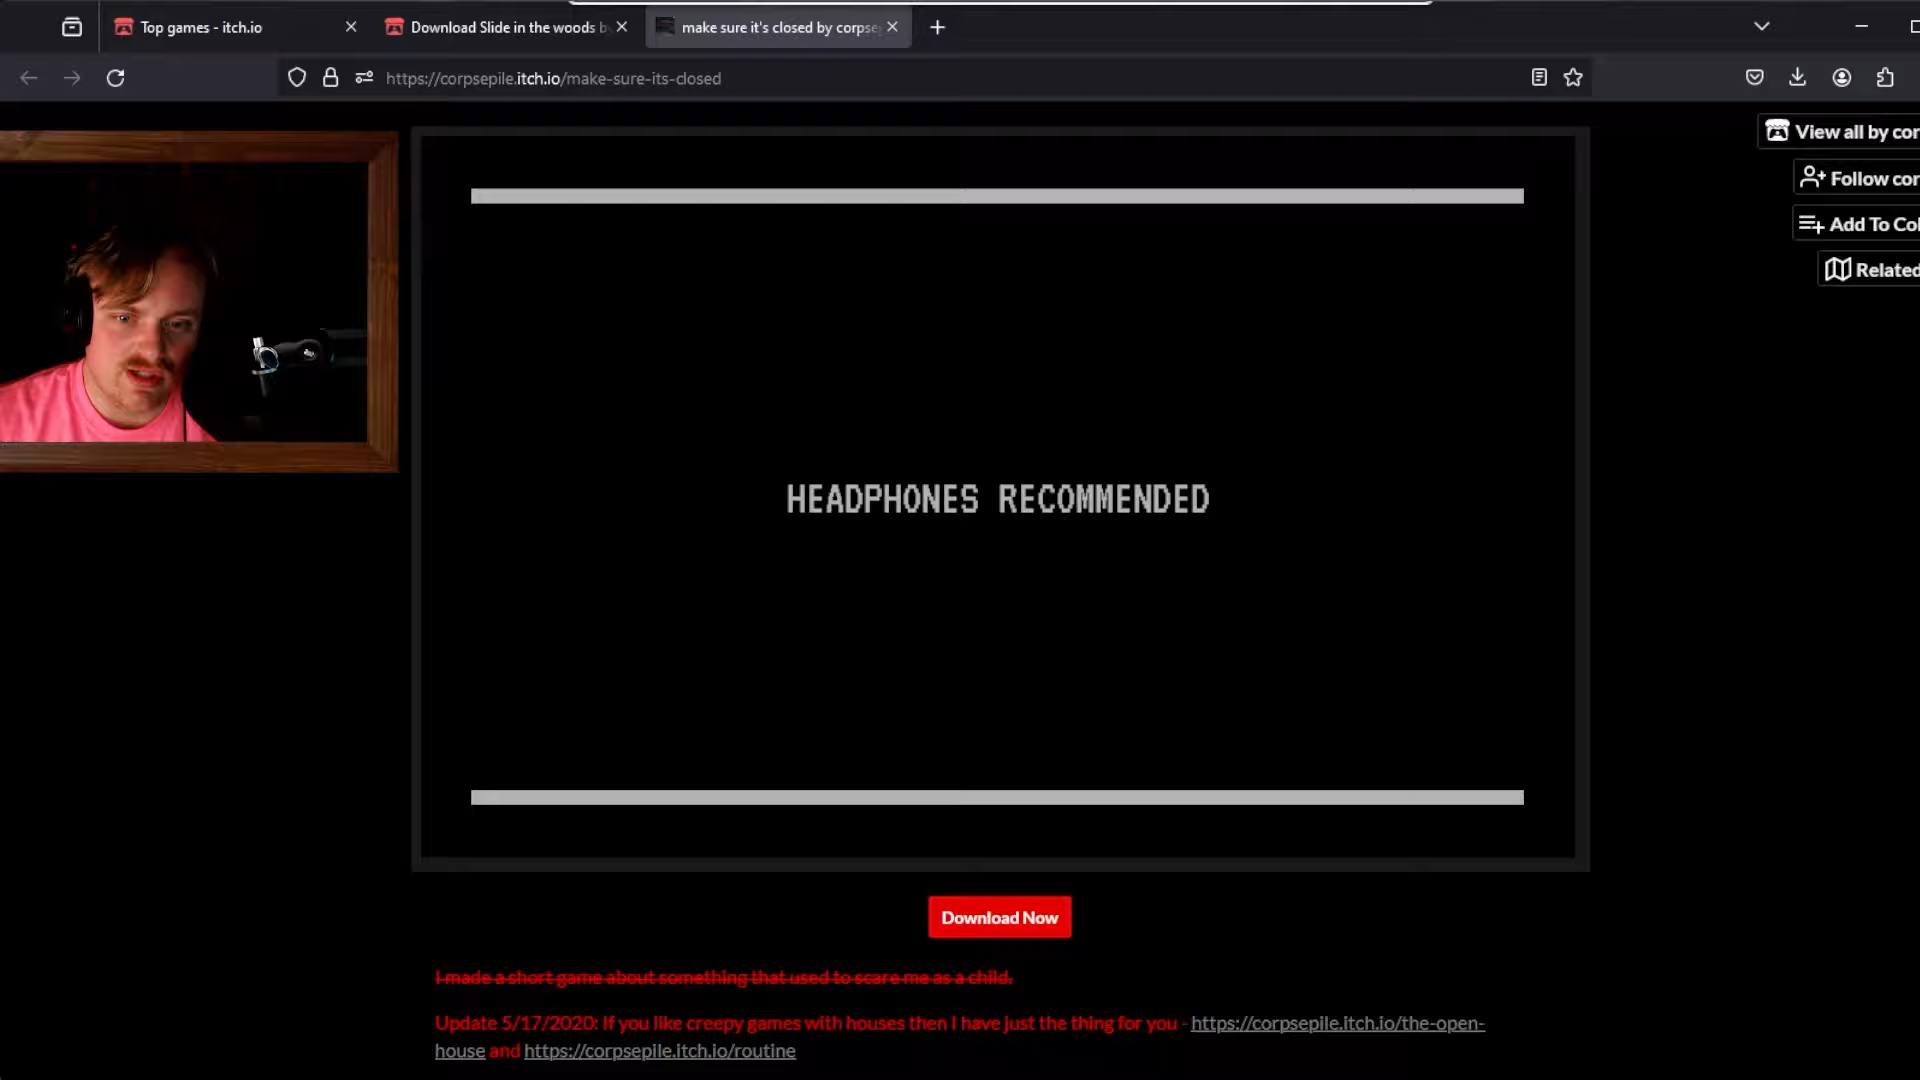 Top games - itch.io
Download Slide in the woods b
make sure it's closed by corpse
https://corpsepile.itch.io/make-sure-its-closed
View all by cor
Follow cor
Add To Col
Related
HEADPHONES RECOMMENDED
Download Now
I made a short game about something that used to scare me as a child.
Update 5/17/2020: If you like creepy games with houses then I have just the thing for you - https://corpsepile.itch.io/the-open-
house and https://corpsepile.itch.io/routine